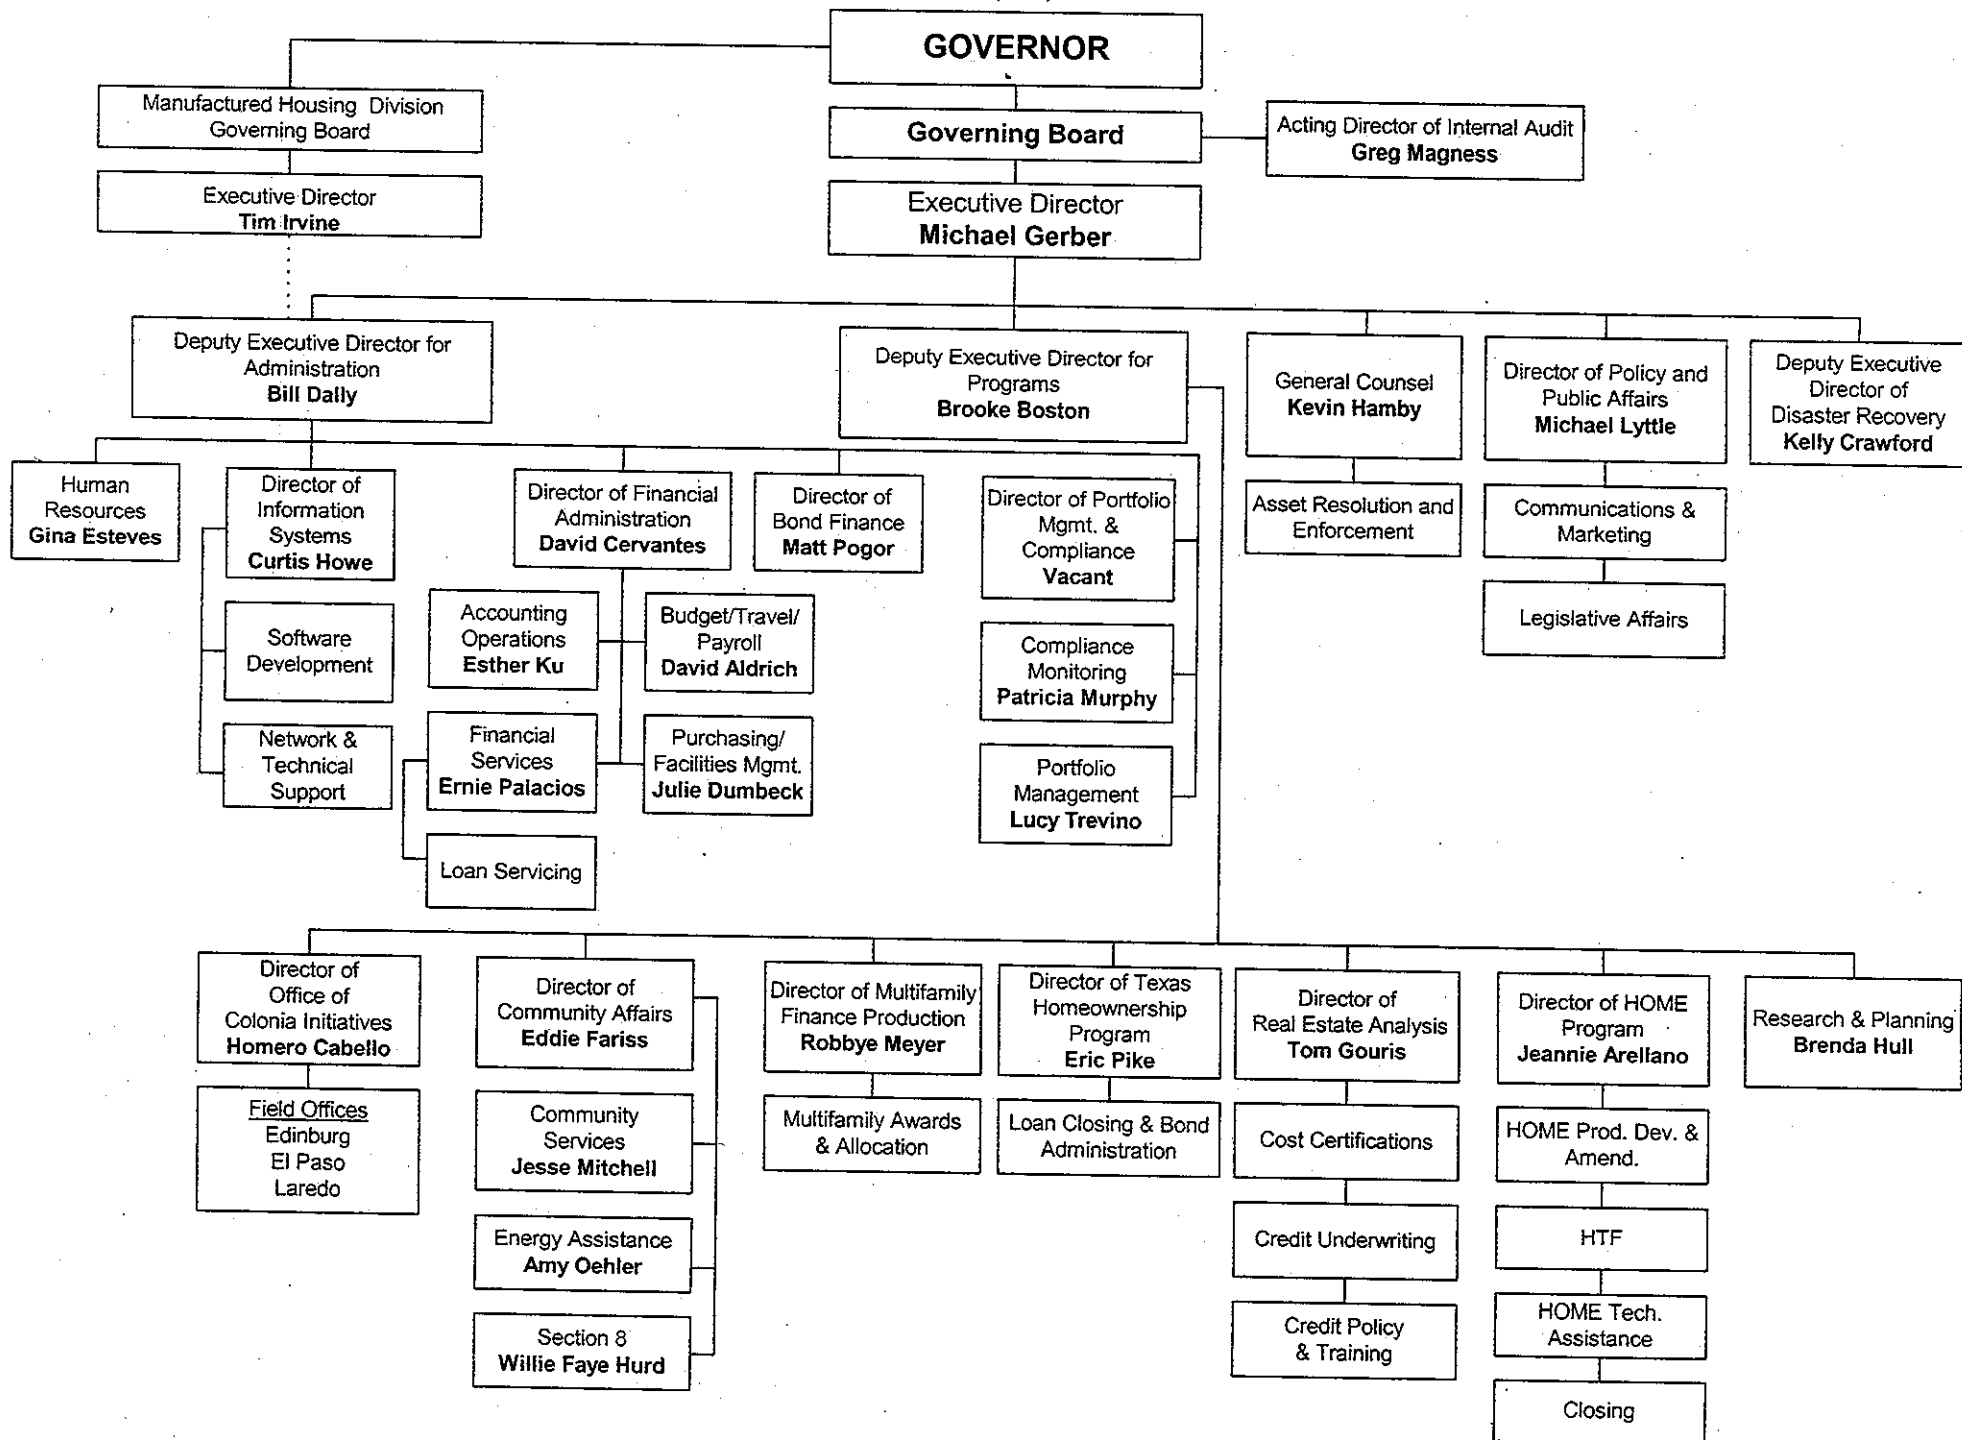 GOVERNOR
Manufactured Housing Division
Governing Board
Governing Board
Acting Director of Internal Audit
Greg Magness
Executive Director
Tim Irvine
Executive Director
Michael Gerber
Deputy Executive Director for
Administration
Bill Dally
Deputy Executive Director for
Programs
Brooke Boston
General Counsel
Kevin Hamby
Director of Policy and
Public Affairs
Michael Lyttle
Deputy Executive
Director of
Disaster Recovery
Kelly Crawford
Human
Resources
Gina Esteves
Director of
Information
Systems
Curtis Howe
Director of Financial
Administration
David Cervantes
Director of
Bond Finance
Matt Pogor
Director of Portfolio
Mgmt. &
Compliance
Vacant
Asset Resolution and
Enforcement
Communications &
Marketing
Legislative Affairs
Software
Development
Accounting
Operations
Esther Ku
Budget/Travel/
Payroll
David Aldrich
Compliance
Monitoring
Patricia Murphy
Network &
Technical
Support
Financial
Services
Ernie Palacios
Purchasing/
Facilities Mgmt.
Julie Dumbeck
Portfolio
Management
Lucy Trevino
Loan Servicing
Director of
Office of
Colonia Initiatives
Homero Cabello
Director of
Community Affairs
Eddie Fariss
Director of Multifamily
Finance Production
Robbye Meyer
Director of Texas
Homeownership
Program
Eric Pike
Director of
Real Estate Analysis
Tom Gouris
Director of HOME
Program
Jeannie Arellano
Research & Planning
Brenda Hull
Field Offices
Edinburg
El Paso
Laredo
Community
Services
Jesse Mitchell
Multifamily Awards
& Allocation
Loan Closing & Bond
Administration
Cost Certifications
HOME Prod. Dev. &
Amend.
Energy Assistance
Amy Oehler
Credit Underwriting
HTF
Section 8
Willie Faye Hurd
Credit Policy
& Training
HOME Tech.
Assistance
Closing